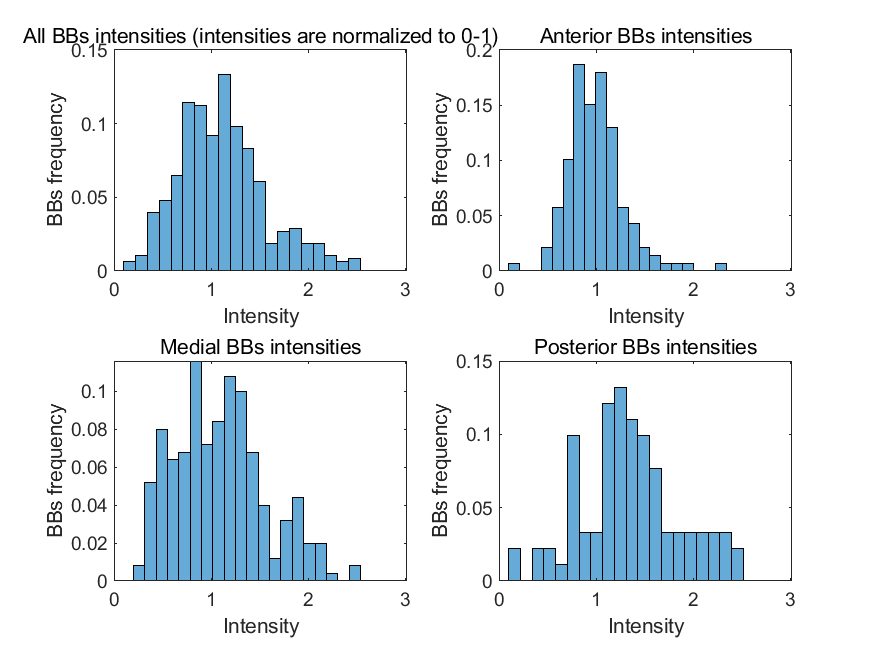 All BBs intensities (intensities are normalized to 0-1)
0.15
0.1
0.05
0
BBs frequency
0 1 2 3
Intensity
Anterior BBs intensities
0.2
0.15
0.1
0.05
0
BBs frequency
0 1 2 3
Intensity
Medial BBs intensities
0.1
0.08
0.06
0.04
0.02
0
BBs frequency
0 1 2 3
Intensity
Posterior BBs intensities
0.15
0.1
0.05
0
BBs frequency
0 1 2 3
Intensity